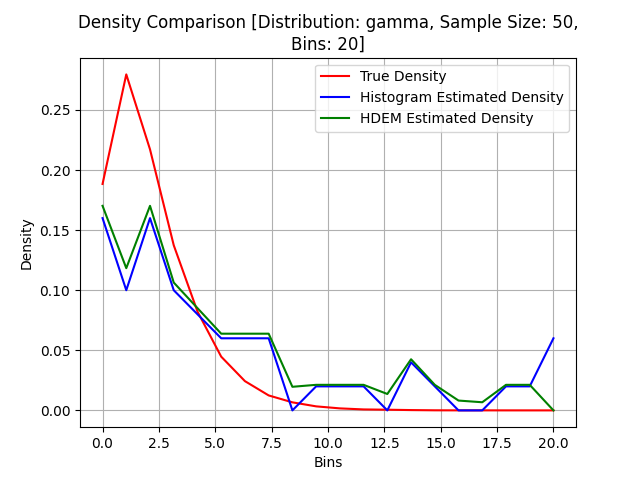 Density Comparison [Distribution: gamma, Sample Size: 50,
Bins: 20]
True Density
Histogram Estimated Density
HDEM Estimated Density
Density
0.25
0.20
0.15
0.10
0.05
0.00
0.0 2.5 5.0 7.5 10.0 12.5 15.0 17.5 20.0
Bins